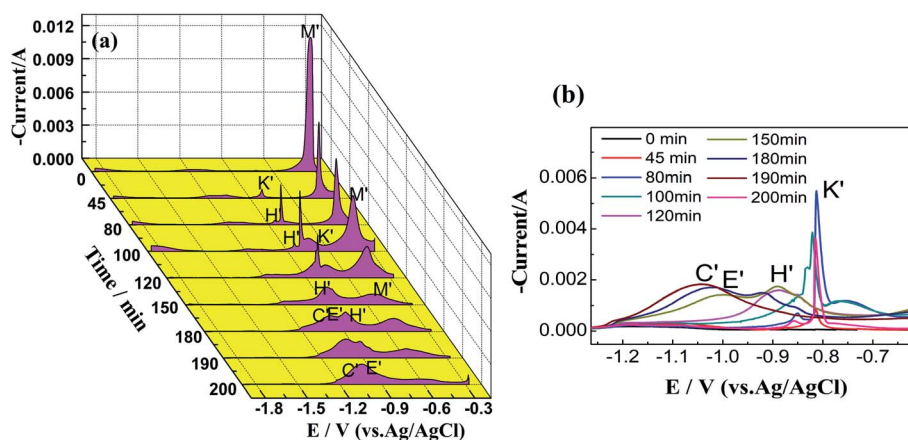 (a)
-Current/A
0.012
0.009
0.006
0.003
0.000
M'
K'
H'
M'
H'
K'
H'
M'
C'
E'
H'
C'
E'
0
45
80
100
120
150
180
190
200
Time / min
-1.8 -1.5 -1.2 -0.9 -0.6 -0.3
E / V (vs.Ag/AgCl)
(b)
-Current/A
0.006
0.004
0.002
0.000
0 min 150min
45 min 180min
80min 190min
100min 200min
120min
K'
C' E' H'
-1.2 -1.0 -0.9 -0.8 -0.7
E / V (vs.Ag/AgCl)